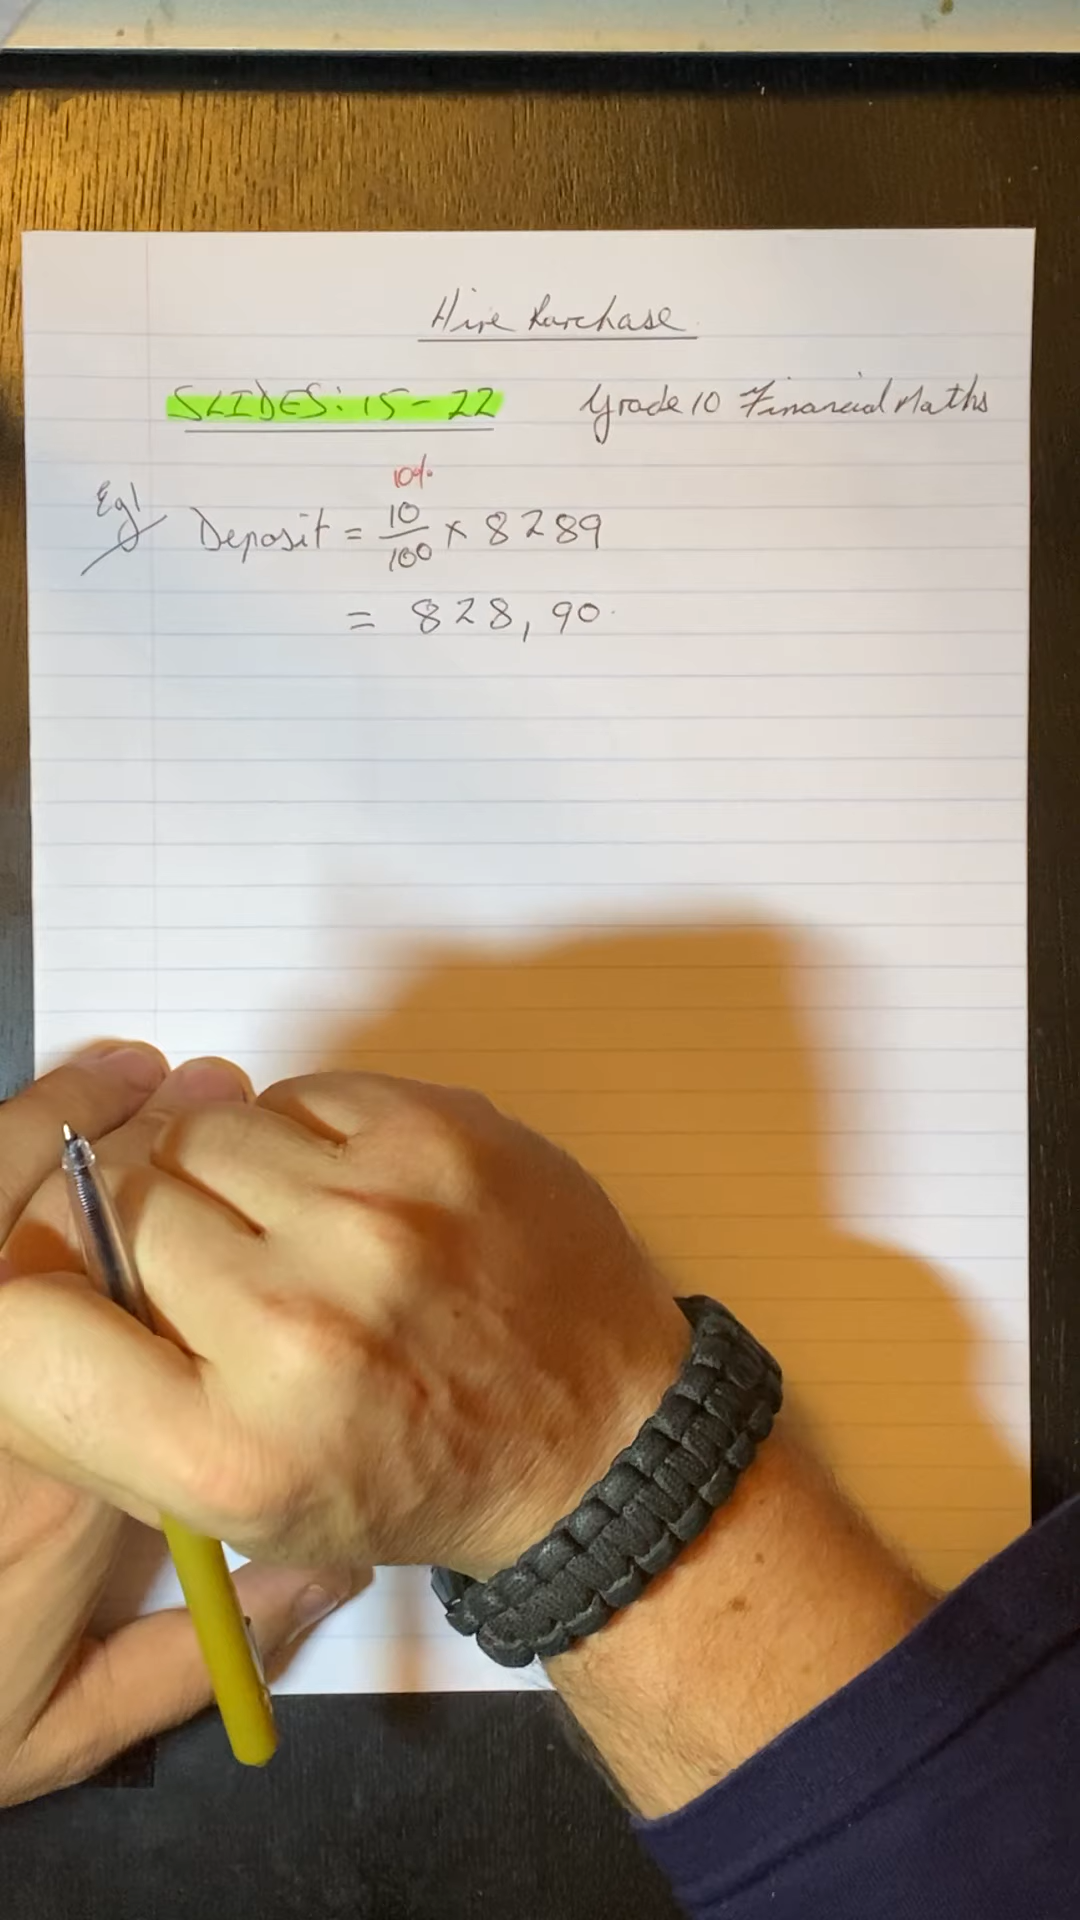 Hire Purchase
SLIDES: 15-22 Grade 10 Financial Maths
10%
Eg1 Deposit = 10/100 × 8289
= 828,90